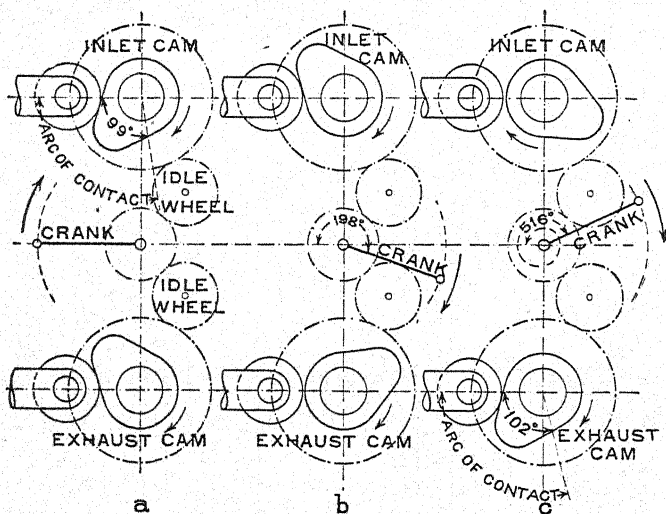 INLET CAM
99°
ARC OF CONTACT
IDLE
WHEEL
CRANK
IDLE
WHEEL
EXHAUST CAM
a
INLET
CAM
198°
CRANK
EXHAUST CAM
b
INLET CAM
516°
CRANK
102°
EXHAUST
CAM
ARC OF CONTACT
c